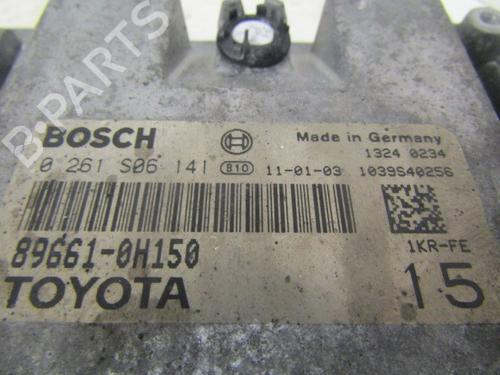 B-PARTS
BOSCH
Made in Germany
1324 0234
0 261 S06 141 810 11-01-03 1039S40256
89661-0H150
1KR-FE
TOYOTA
15